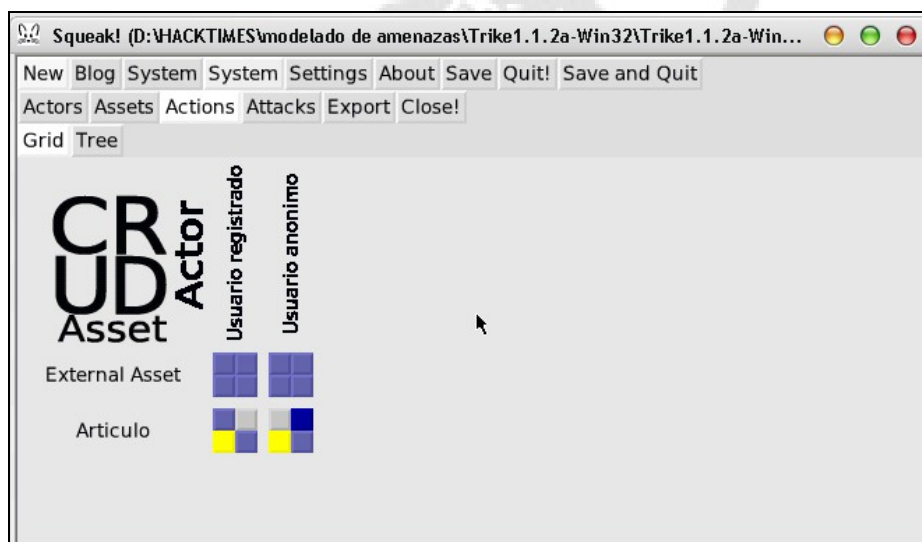 Squeak! (D:\HACKTIMES\modelado de amenazas\Trike1.1.2a-Win32\Trike1.1.2a-Win...
New Blog System System Settings About Save Quit! Save and Quit
Actors Assets Actions Attacks Export Close!
Grid Tree
CR
UD
Actor
Asset
Usuario registrado
Usuario anonimo
External Asset
Articulo